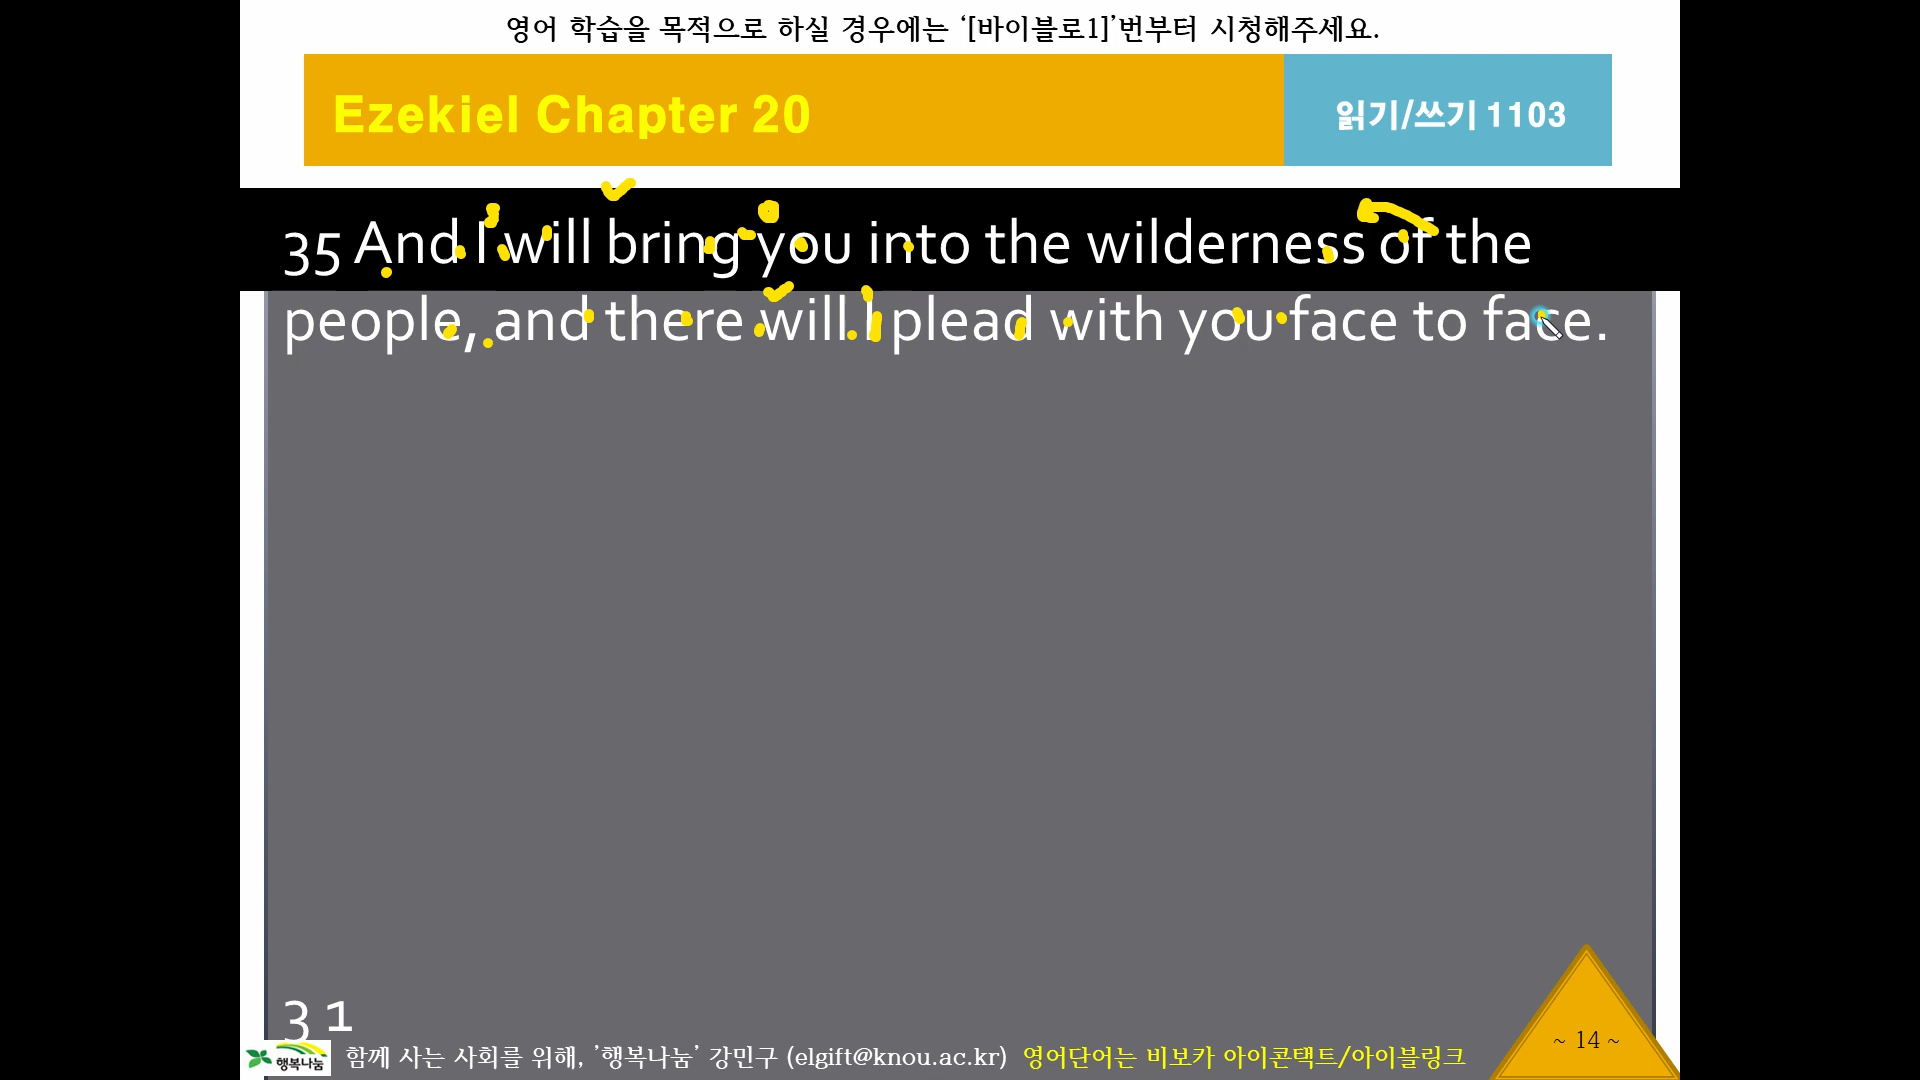 영어 학습을 목적으로 하실 경우에는 ‘[바이블로1]’번부터 시청해주세요.
Ezekiel Chapter 20
읽기/쓰기 1103
35 And I will bring you into the wilderness of the
people, and there will I plead with you face to face.
31
행복나눔
함께 사는 사회를 위해, ’행복나눔’ 강민구 (elgift@knou.ac.kr) 영어단어는 비보카 아이콘택트/아이블링크
~ 14 ~